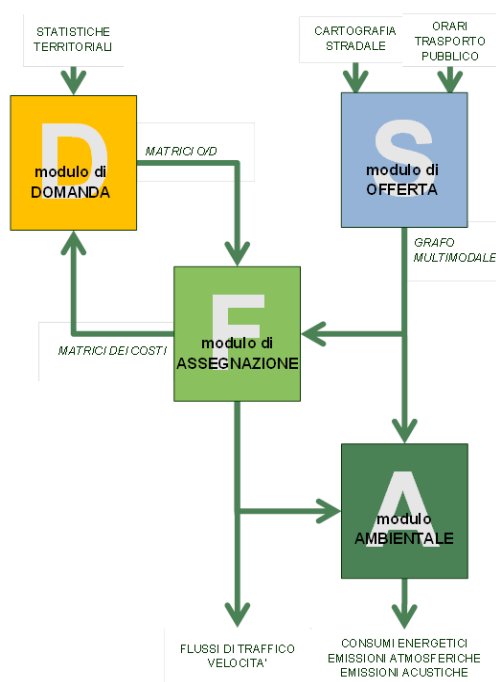 STATISTICHE
TERRITORIALI
CARTOGRAFIA
STRADALE
ORARI
TRASPORTO
PUBBLICO
D
modulo di
DOMANDA
MATRICI O/D
S
modulo di
OFFERTA
GRAFO
MULTIMODALE
F
modulo di
ASSEGNAZIONE
MATRICI DEI COSTI
A
modulo
AMBIENTALE
FLUSSI DI TRAFFICO
VELOCITA'
CONSUMI ENERGETICI
EMISSIONI ATMOSFERICHE
EMISSIONI ACUSTICHE